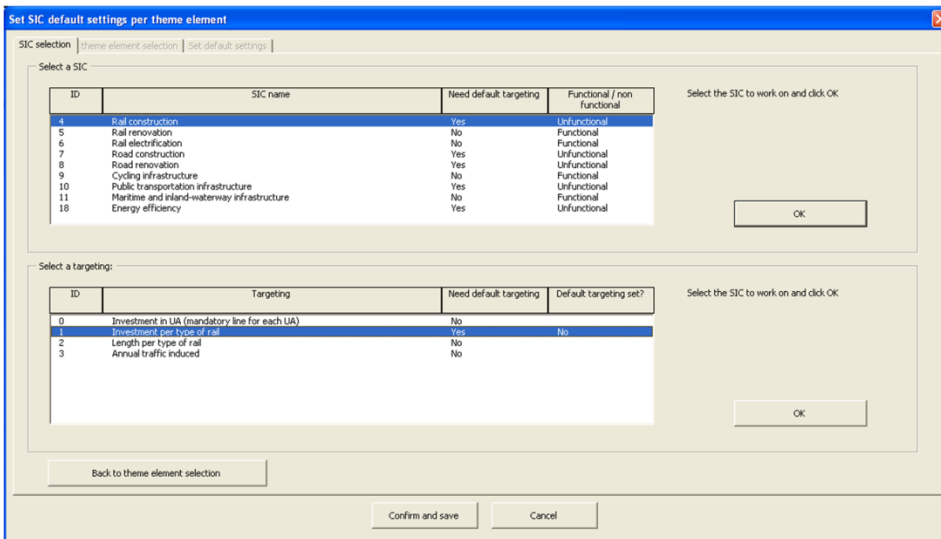 Set SIC default settings per theme element
SIC selection theme element selection Set default settings
Select a SIC
ID SIC name Need default targeting Functional / non functional
Select the SIC to work on and click OK
4 Rail construction Yes Unfunctional
5 Rail renovation No Functional
6 Rail electrification No Functional
7 Road construction Yes Unfunctional
8 Road renovation Yes Unfunctional
9 Cycling infrastructure No Functional
10 Public transportation infrastructure Yes Unfunctional
11 Maritime and inland-waterway infrastructure No Functional
18 Energy efficiency Yes Unfunctional
OK
Select a targeting:
ID Targeting Need default targeting Default targeting set?
Select the SIC to work on and click OK
0 Investment in UA (mandatory line for each UA) No
1 Investment per type of rail Yes No
2 Length per type of rail No
3 Annual traffic induced No
OK
Back to theme element selection
Confirm and save Cancel